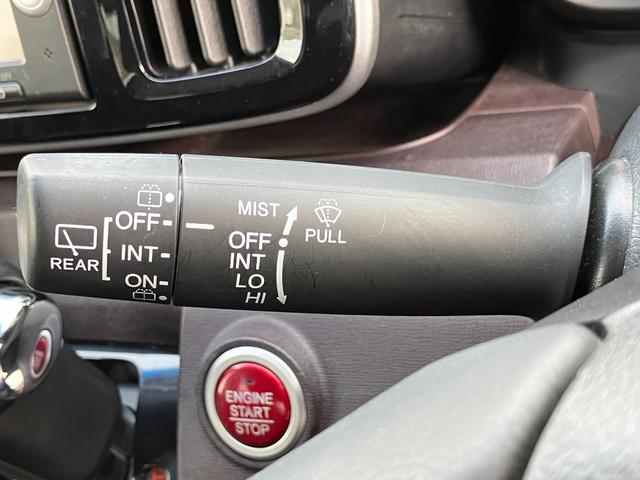 OFF
INT
ON
REAR
MIST
OFF
INT
LO
HI
PULL
ENGINE
START
STOP